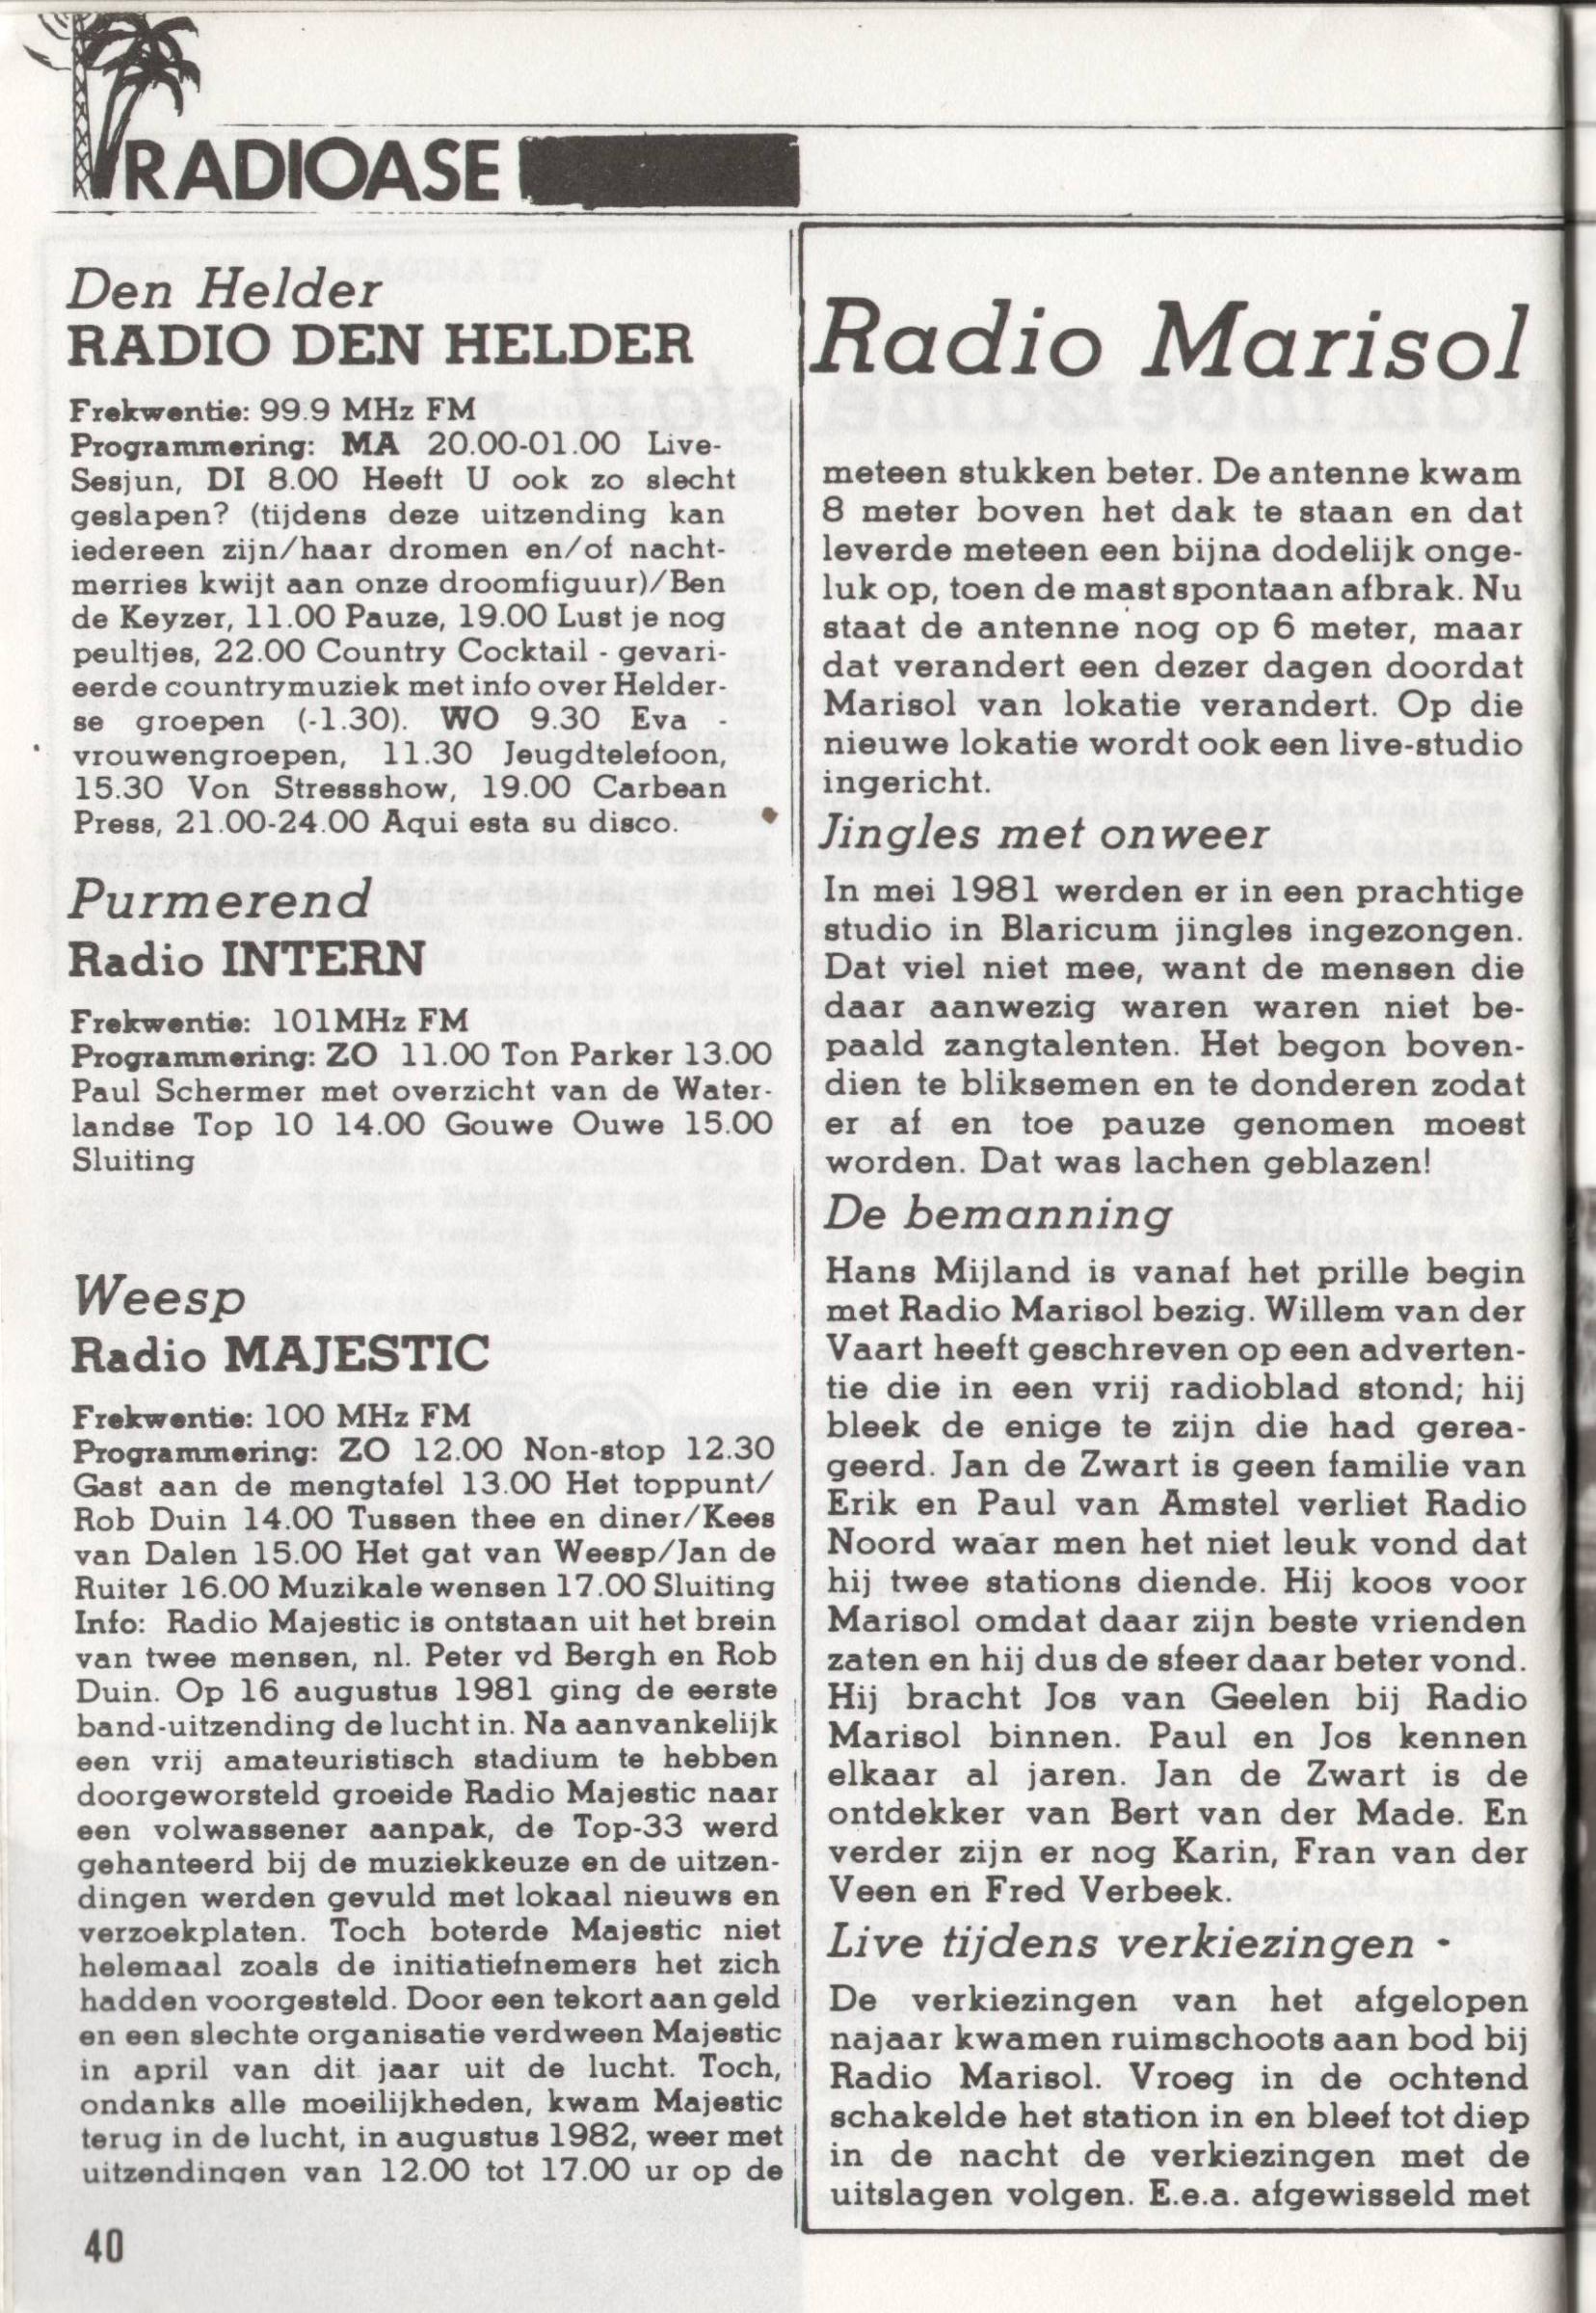 RADIOASE
Den Helder
RADIO DEN HELDER
Frekwentie: 99.9 MHz FM
Programmering: MA 20.00-01.00 Live-
Sesjun, DI 8.00 Heeft U ook zo slecht
geslapen? (tijdens deze uitzending kan
iedereen zijn/haar dromen en/of nacht-
merries kwijt aan onze droomfiguur)/Ben
de Keyzer, 11.00 Pauze, 19.00 Lust je nog
peultjes, 22.00 Country Cocktail - gevari-
eerde countrymuziek met info over Helder-
se groepen (-1.30). WO 9.30 Eva -
vrouwengroepen, 11.30 Jeugdtelefoon,
15.30 Von Stressshow, 19.00 Carbean
Press, 21.00-24.00 Aqui esta su disco.
Purmerend
Radio INTERN
Frekwentie: 101MHz FM
Programmering: ZO 11.00 Ton Parker 13.00
Paul Schermer met overzicht van de Water-
landse Top 10 14.00 Gouwe Ouwe 15.00
Sluiting
Weesp
Radio MAJESTIC
Frekwentie: 100 MHz FM
Programmering: ZO 12.00 Non-stop 12.30
Gast aan de mengtafel 13.00 Het toppunt/
Rob Duin 14.00 Tussen thee en diner/Kees
van Dalen 15.00 Het gat van Weesp/Jan de
Ruiter 16.00 Muzikale wensen 17.00 Sluiting
Info: Radio Majestic is ontstaan uit het brein
van twee mensen, nl. Peter vd Bergh en Rob
Duin. Op 16 augustus 1981 ging de eerste
band-uitzending de lucht in. Na aanvankelijk
een vrij amateuristisch stadium te hebben
doorgeworsteld groeide Radio Majestic naar
een volwassener aanpak, de Top-33 werd
gehanteerd bij de muziekkeuze en de uitzen-
dingen werden gevuld met lokaal nieuws en
verzoekplaten. Toch boterde Majestic niet
helemaal zoals de initiatiefnemers het zich
hadden voorgesteld. Door een tekort aan geld
en een slechte organisatie verdween Majestic
in april van dit jaar uit de lucht. Toch,
ondanks alle moeilijkheden, kwam Majestic
terug in de lucht, in augustus 1982, weer met
uitzendingen van 12.00 tot 17.00 ur op de
40
Radio Marisol
meteen stukken beter. De antenne kwam
8 meter boven het dak te staan en dat
leverde meteen een bijna dodelijk onge-
luk op, toen de mast spontaan afbrak. Nu
staat de antenne nog op 6 meter, maar
dat verandert een dezer dagen doordat
Marisol van lokatie verandert. Op die
nieuwe lokatie wordt ook een live-studio
ingericht.
Jingles met onweer
In mei 1981 werden er in een prachtige
studio in Blaricum jingles ingezongen.
Dat viel niet mee, want de mensen die
daar aanwezig waren waren niet be-
paald zangtalenten. Het begon boven-
dien te bliksemen en te donderen zodat
er af en toe pauze genomen moest
worden. Dat was lachen geblazen!
De bemanning
Hans Mijland is vanaf het prille begin
met Radio Marisol bezig. Willem van der
Vaart heeft geschreven op een adverten-
tie die in een vrij radioblad stond; hij
bleek de enige te zijn die had gerea-
geerd. Jan de Zwart is geen familie van
Erik en Paul van Amstel verliet Radio
Noord waar men het niet leuk vond dat
hij twee stations diende. Hij koos voor
Marisol omdat daar zijn beste vrienden
zaten en hij dus de sfeer daar beter vond.
Hij bracht Jos van Geelen bij Radio
Marisol binnen. Paul en Jos kennen
elkaar al jaren. Jan de Zwart is de
ontdekker van Bert van der Made. En
verder zijn er nog Karin, Fran van der
Veen en Fred Verbeek.
Live tijdens verkiezingen -
De verkiezingen van het afgelopen
najaar kwamen ruimschoots aan bod bij
Radio Marisol. Vroeg in de ochtend
schakelde het station in en bleef tot diep
in de nacht de verkiezingen met de
uitslagen volgen. E.e.a. afgewisseld met